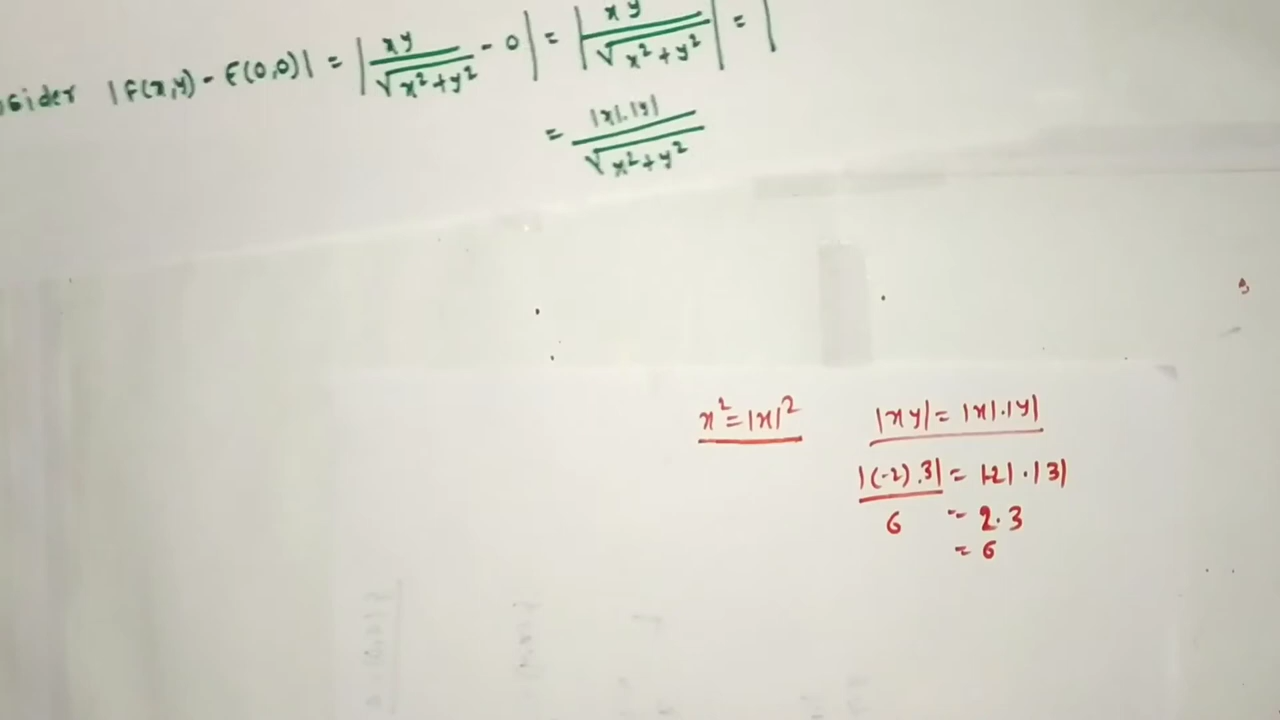 sider |f(x,y) - f(0,0)| = |xy/√x²+y² - 0| = |xy/√x²+y²| = |
= |x|.|y|/√x²+y²
x² = |x|² |xy| = |x|.|y|
|(-2).3| = |-2|.|3|
6 = 2.3
= 6